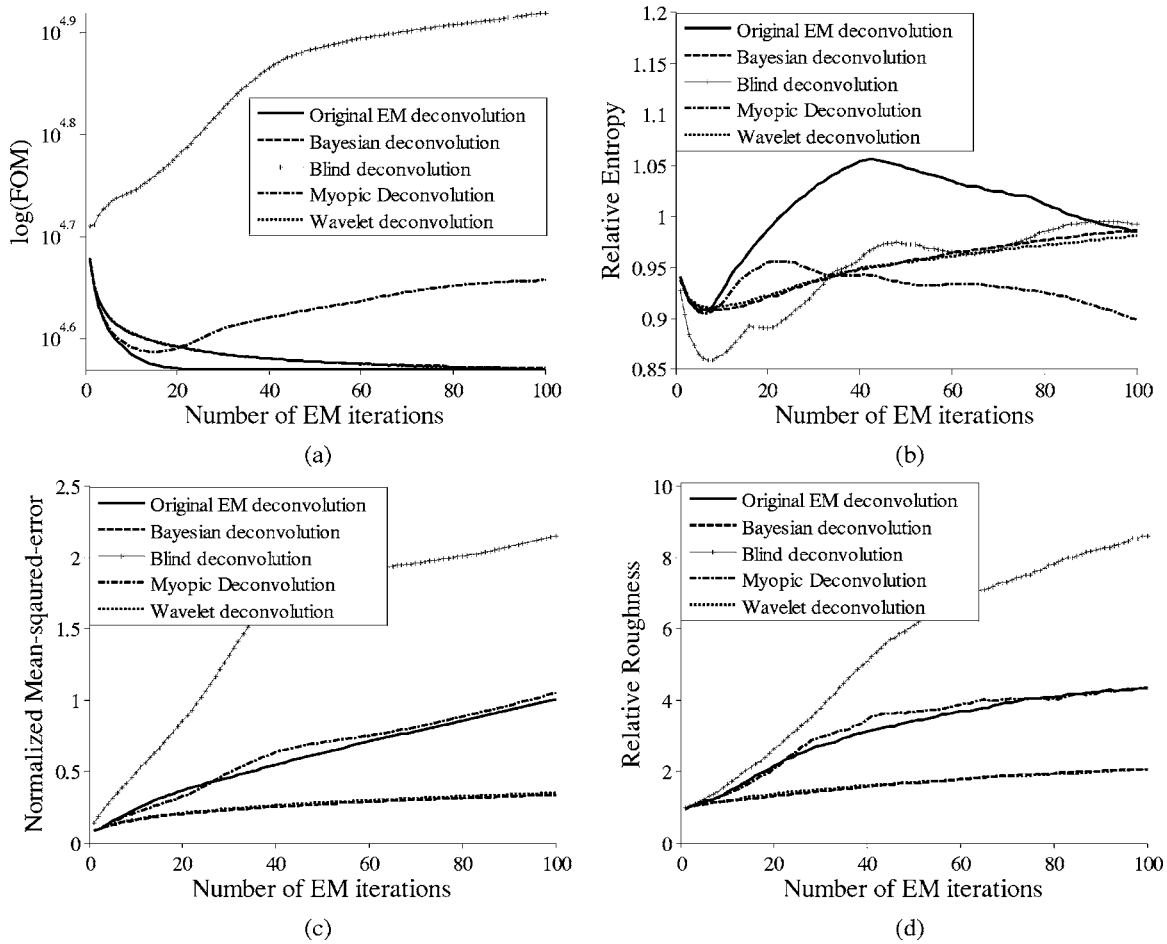 log(FOM)
10^4.9
10^4.8
10^4.7
10^4.6
Original EM deconvolution
Bayesian deconvolution
Blind deconvolution
Myopic Deconvolution
Wavelet deconvolution
0 20 40 60 80 100
Number of EM iterations
(a)
Relative Entropy
1.2
1.15
1.1
1.05
1
0.95
0.9
0.85
Original EM deconvolution
Bayesian deconvolution
Blind deconvolution
Myopic Deconvolution
Wavelet deconvolution
0 20 40 60 80 100
Number of EM iterations
(b)
Normalized Mean-sqaured-error
2.5
2
1.5
1
0.5
0
Original EM deconvolution
Bayesian deconvolution
Blind deconvolution
Myopic Deconvolution
Wavelet deconvolution
0 20 40 60 80 100
Number of EM iterations
(c)
Relative Roughness
10
8
6
4
2
0
Original EM deconvolution
Bayesian deconvolution
Blind deconvolution
Myopic Deconvolution
Wavelet deconvolution
0 20 40 60 80 100
Number of EM iterations
(d)